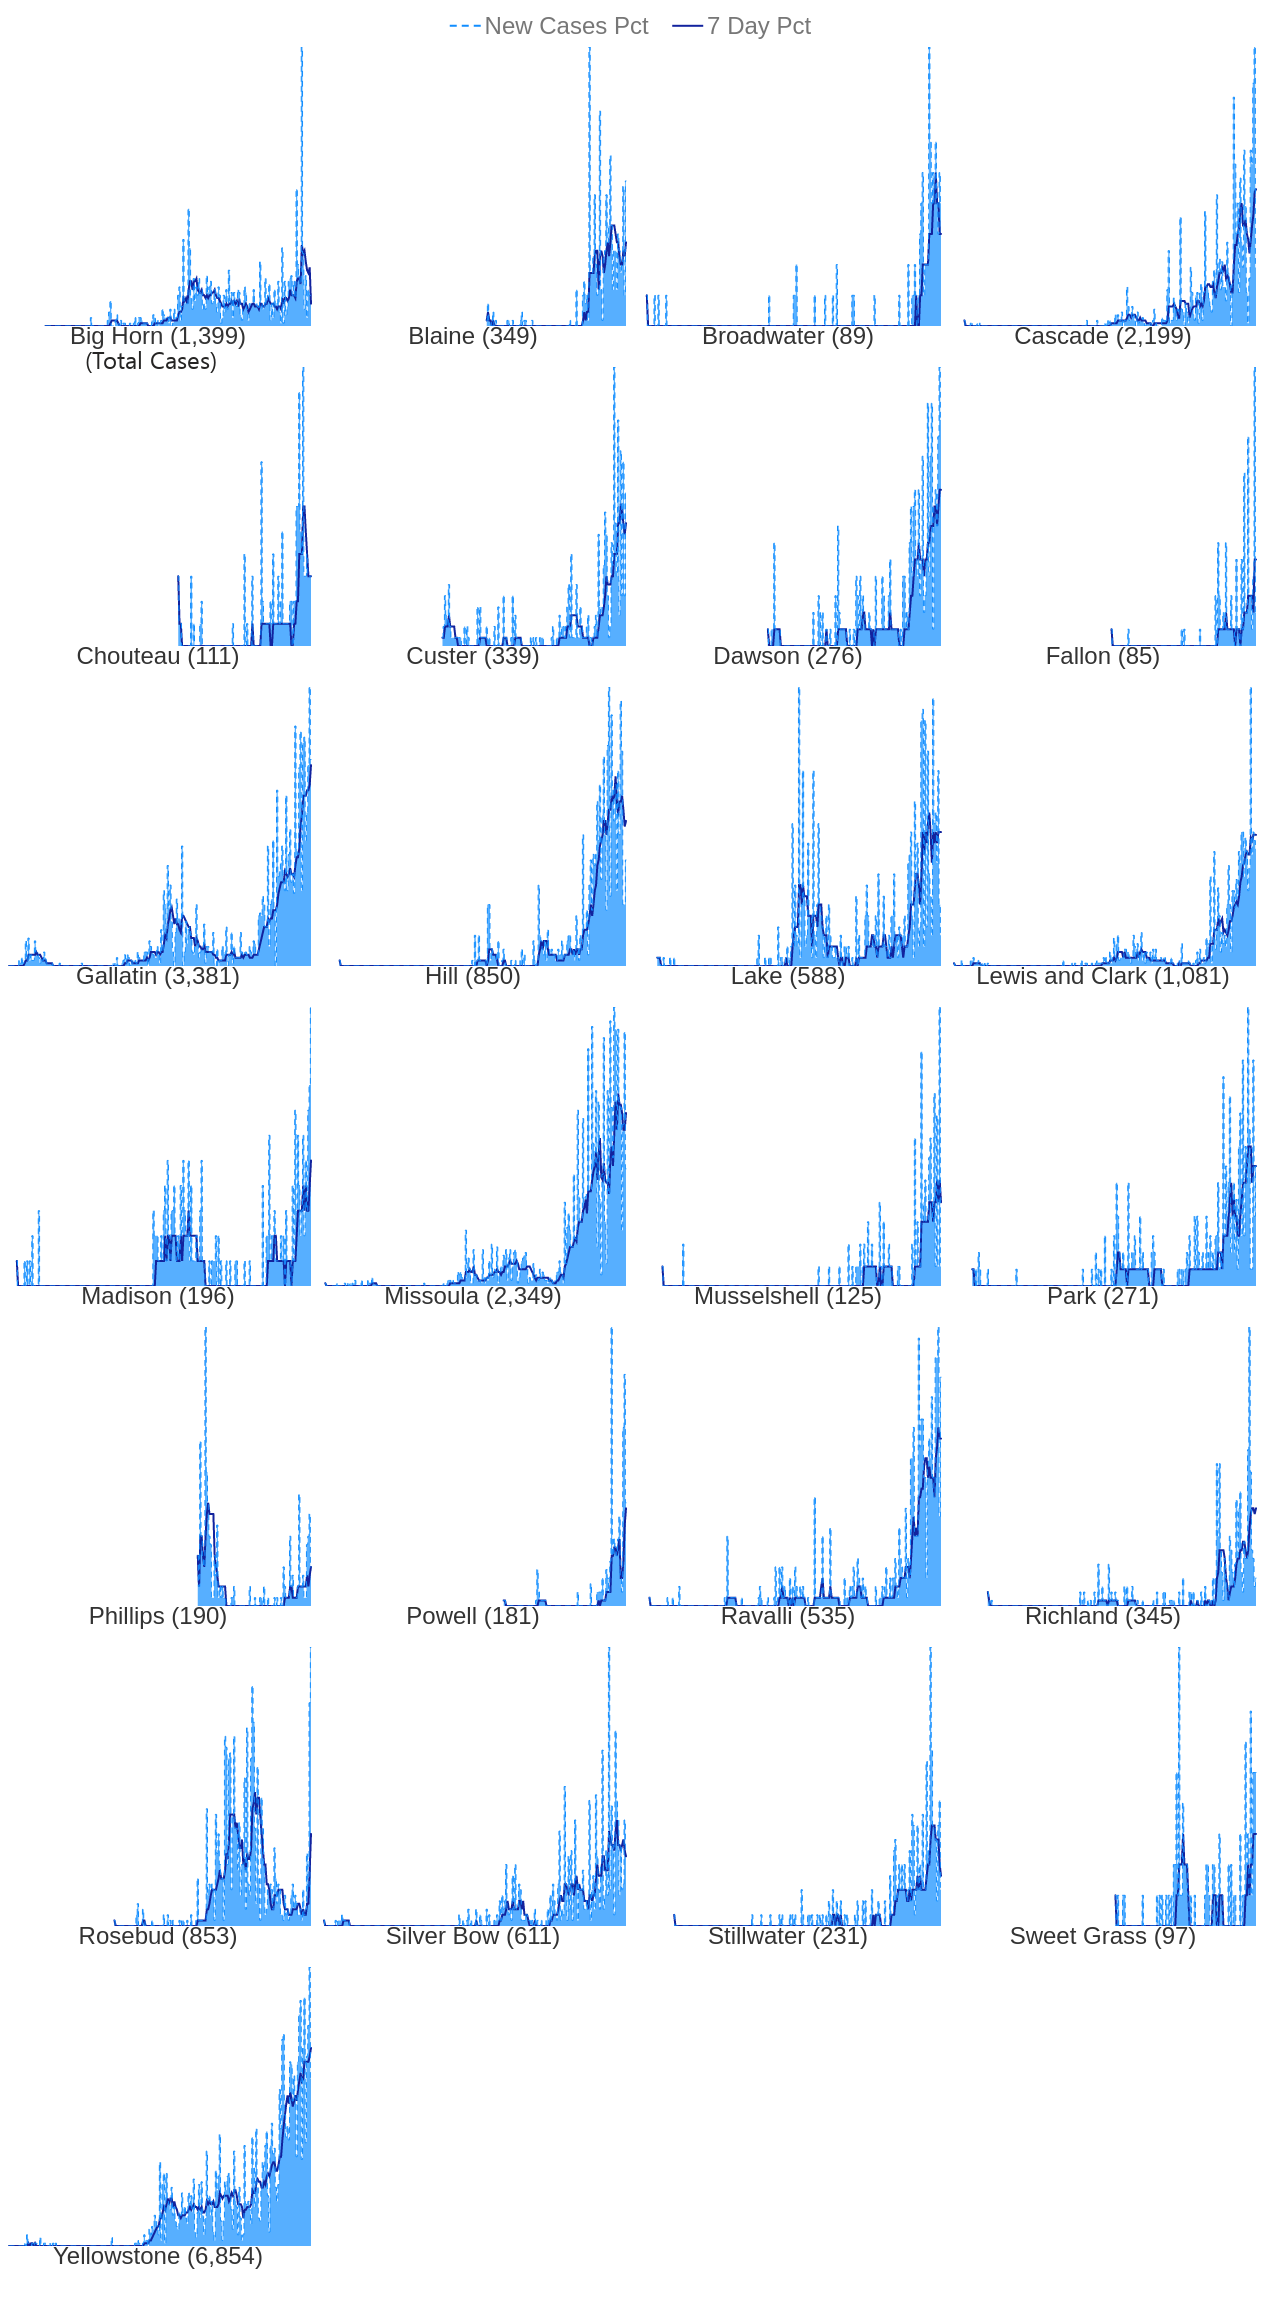 New Cases Pct 7 Day Pct
Big Horn (1,399) Blaine (349) Broadwater (89) Cascade (2,199)
(Total Cases)
Chouteau (111) Custer (339) Dawson (276) Fallon (85)
Gallatin (3,381) Hill (850) Lake (588) Lewis and Clark (1,081)
Madison (196) Missoula (2,349) Musselshell (125) Park (271)
Phillips (190) Powell (181) Ravalli (535) Richland (345)
Rosebud (853) Silver Bow (611) Stillwater (231) Sweet Grass (97)
Yellowstone (6,854)